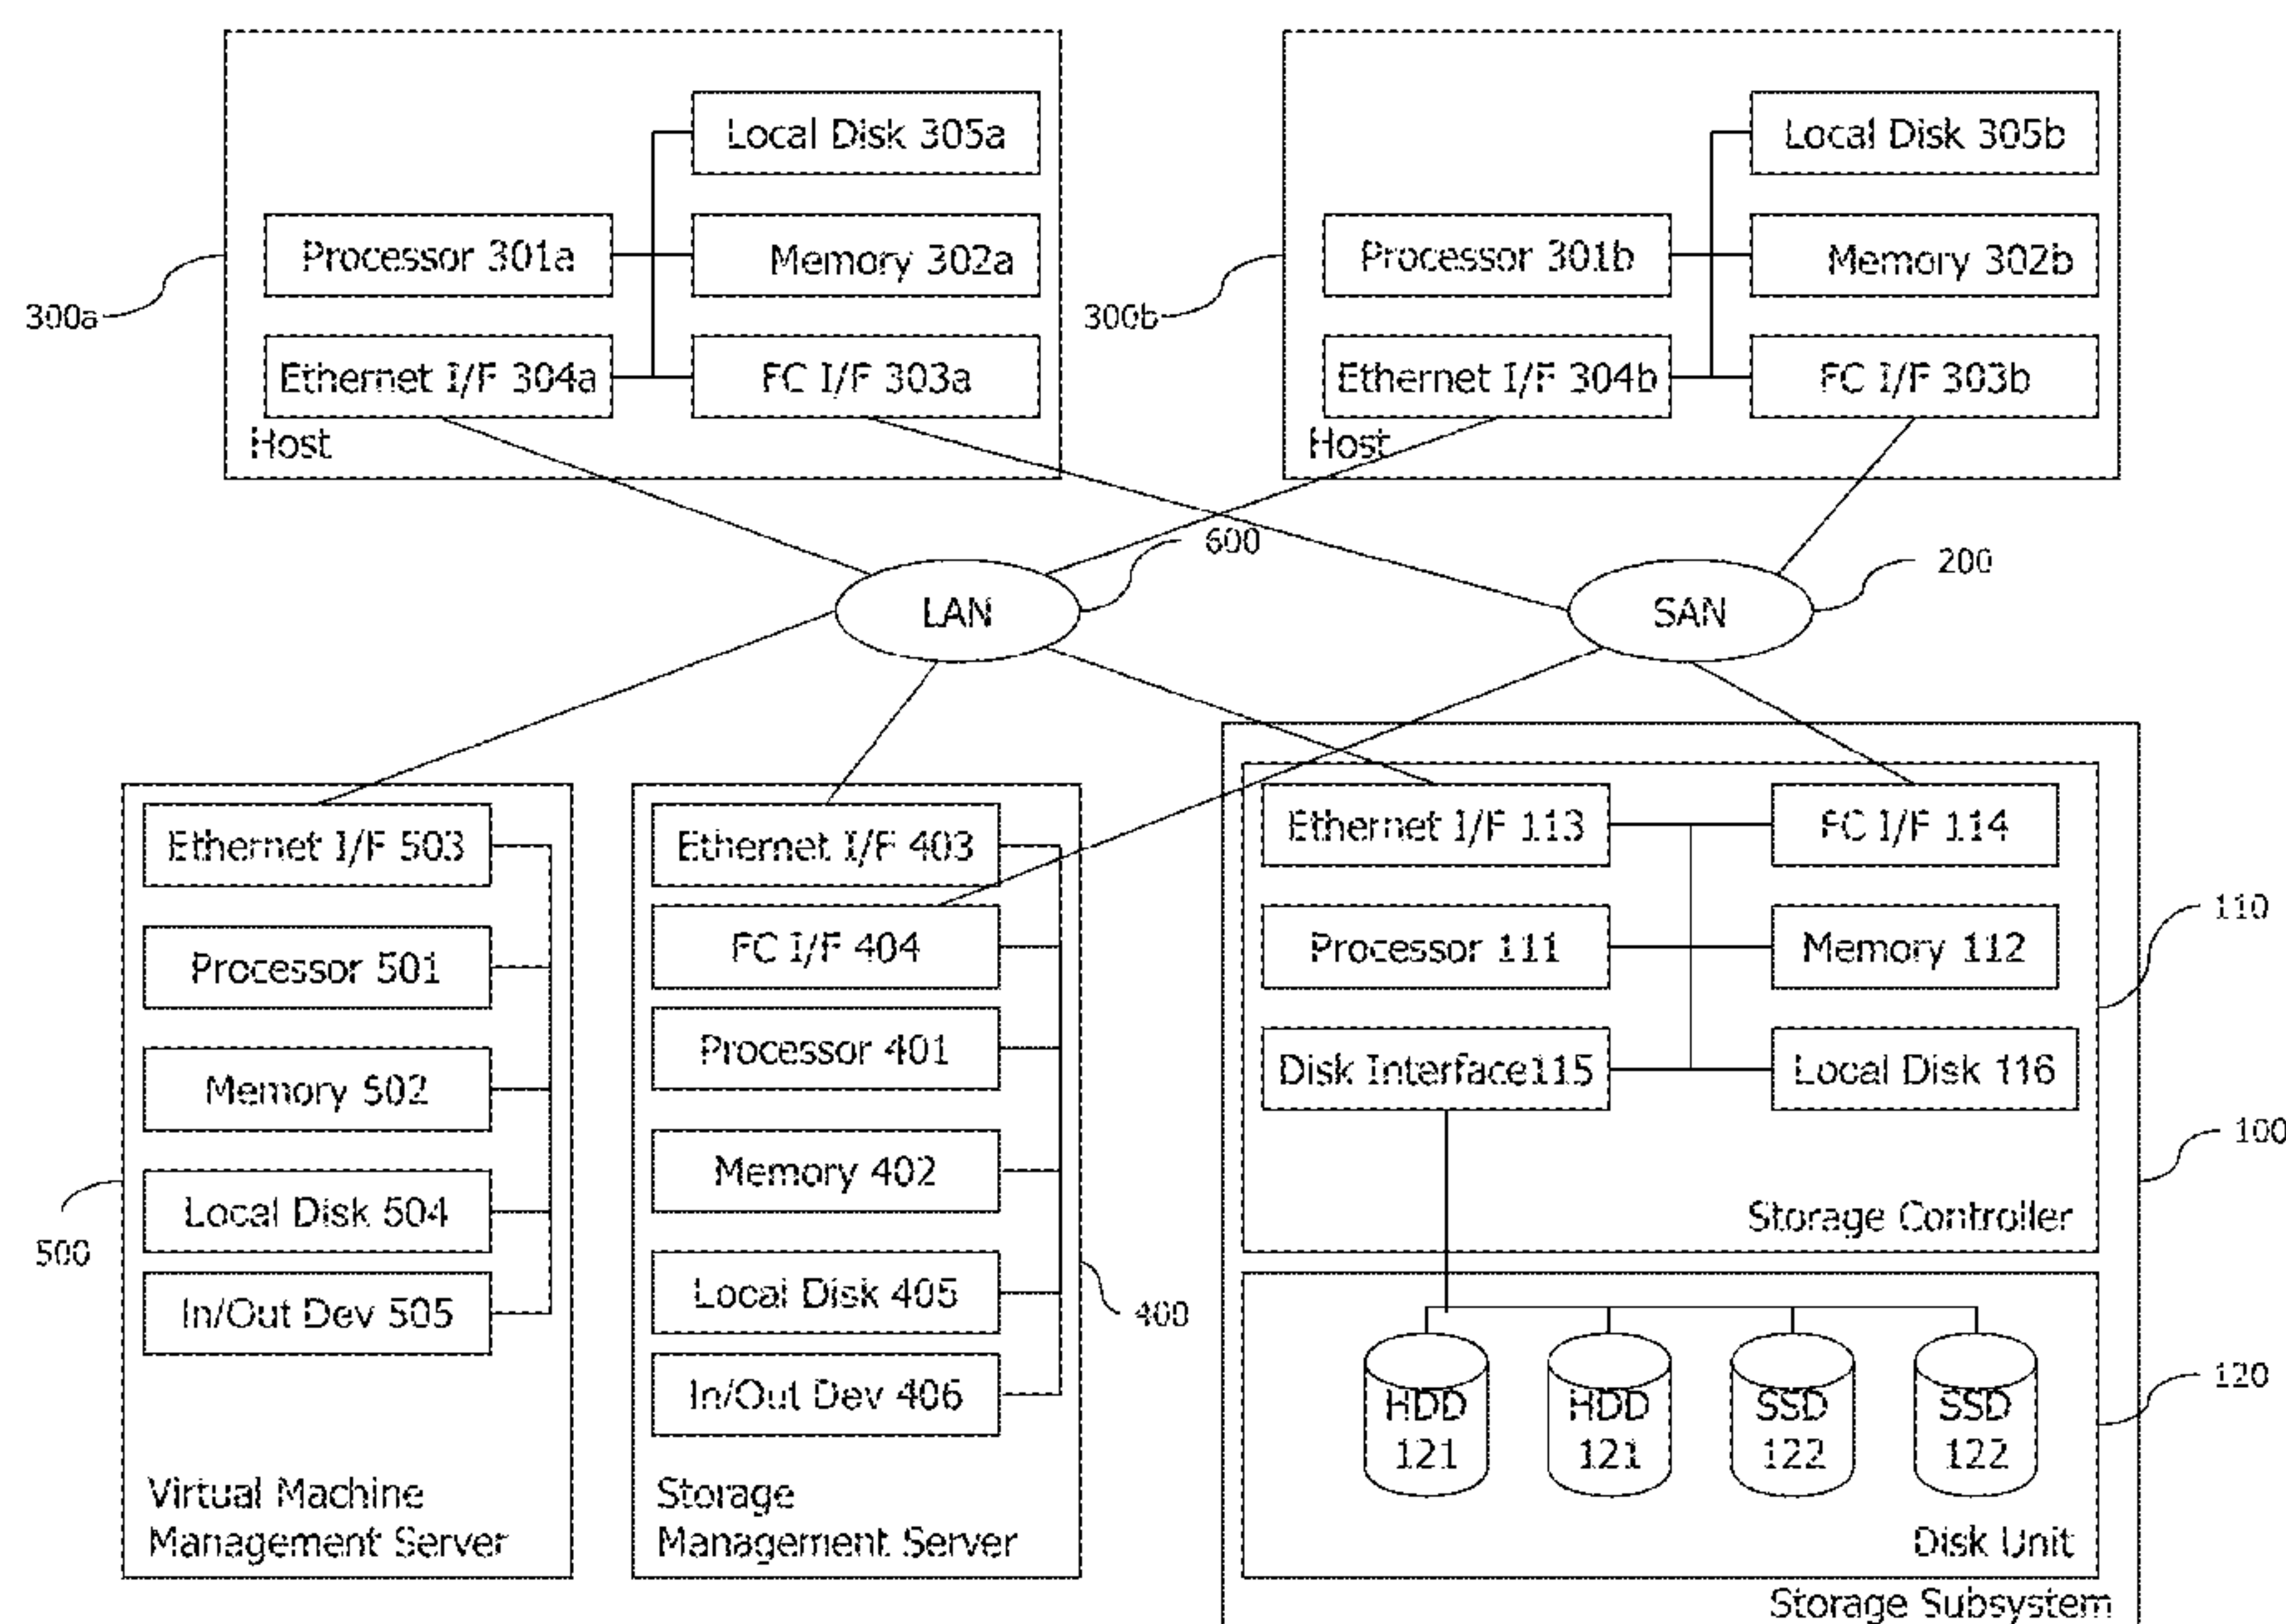 Local Disk 305a
Processor 301a
Memory 302a
300a
Ethernet I/F 304a
FC I/F 303a
Host
Local Disk 305b
Processor 301b
Memory 302b
300b
Ethernet I/F 304b
FC I/F 303b
Host
600
LAN
200
SAN
Ethernet I/F 503
Processor 501
Memory 502
Local Disk 504
500
In/Out Dev 505
Virtual Machine
Management Server
Ethernet I/F 403
FC I/F 404
Processor 401
Memory 402
Local Disk 405
400
In/Out Dev 406
Storage
Management Server
Ethernet I/F 113
FC I/F 114
110
Processor 111
Memory 112
Disk Interface115
Local Disk 116
100
Storage Controller
120
HDD
121
HDD
121
SSD
122
SSD
122
Disk Unit
Storage Subsystem